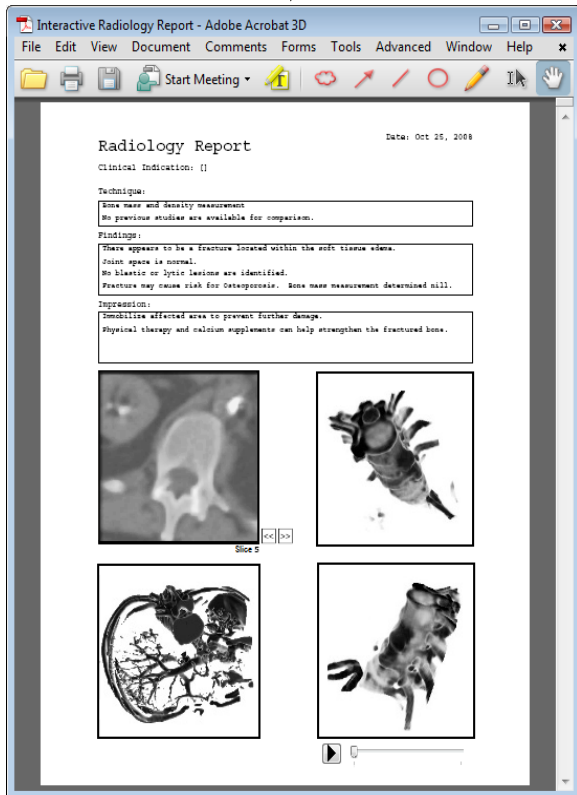 Interactive Radiology Report - Adobe Acrobat 3D
File Edit View Document Comments Forms Tools Advanced Window Help
Start Meeting
Date: Oct 25, 2008
Radiology Report
Clinical Indication: []
Technique:
Bone mass and density measurement
No previous studies are available for comparison.
Findings:
There appears to be a fracture located within the soft tissue edema.
Joint space is normal.
No blastic or lytic lesions are identified.
Fracture may cause risk for Osteoporosis. Bone mass measurement determined nill.
Impression:
Immobilize affected area to prevent further damage.
Physical therapy and calcium supplements can help strengthen the fractured bone.
<< >>
Slice 5